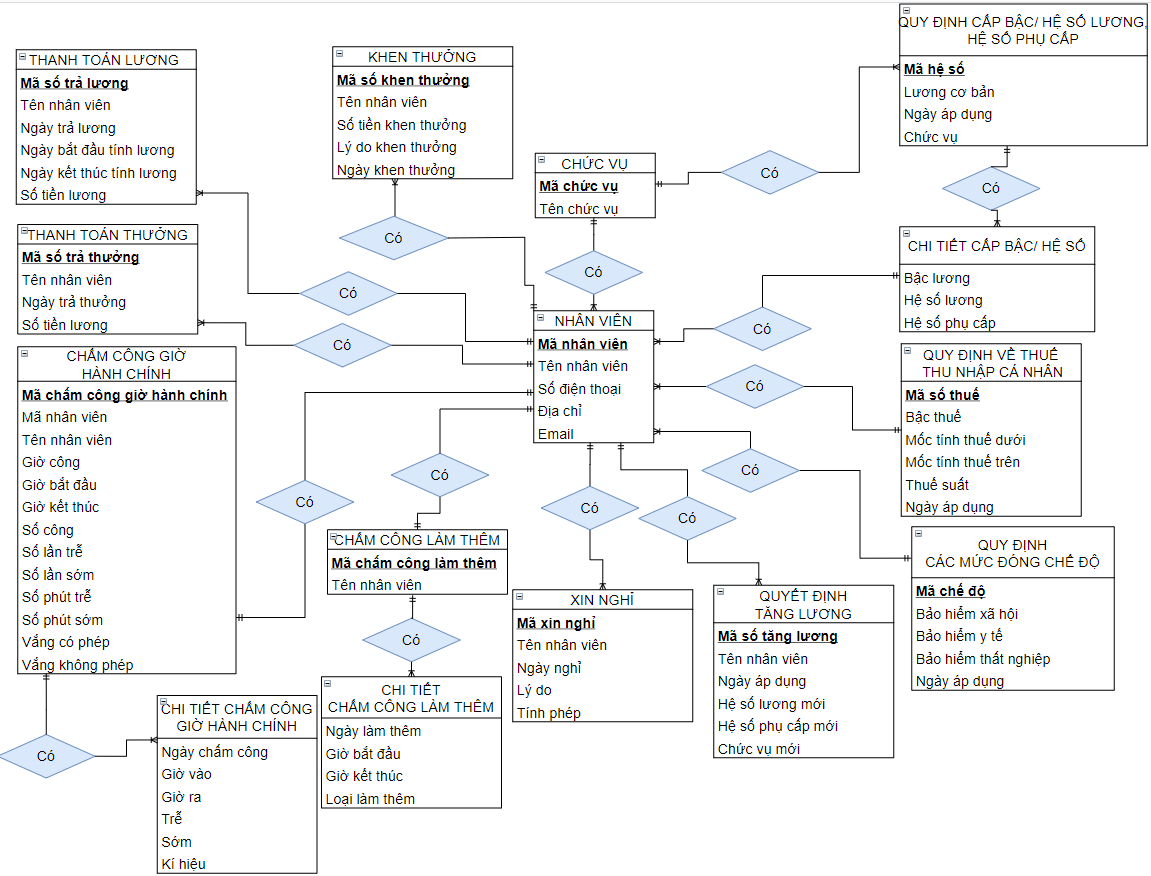 THANH TOÁN LƯƠNG
Mã số trả lương
Tên nhân viên
Ngày trả lương
Ngày bắt đầu tính lương
Ngày kết thúc tính lương
Số tiền lương
KHEN THƯỞNG
Mã số khen thưởng
Tên nhân viên
Số tiền khen thưởng
Lý do khen thưởng
Ngày khen thưởng
CHỨC VỤ
Mã chức vụ
Tên chức vụ
QUY ĐỊNH CẤP BẬC/ HỆ SỐ LƯƠNG,
HỆ SỐ PHỤ CẤP
Mã hệ số
Lương cơ bản
Ngày áp dụng
Chức vụ
Có
Có
Có
Có
THANH TOÁN THƯỞNG
Mã số trả thưởng
Tên nhân viên
Ngày trả thưởng
Số tiền lương
Có
Có
CHI TIẾT CẤP BẬC/ HỆ SỐ
Bậc lương
Hệ số lương
Hệ số phụ cấp
NHÂN VIÊN
Mã nhân viên
Tên nhân viên
Số điện thoại
Địa chỉ
Email
Có
Có
Có
CHẤM CÔNG GIỜ
HÀNH CHÍNH
Mã chấm công giờ hành chính
Mã nhân viên
Tên nhân viên
Giờ công
Giờ bắt đầu
Giờ kết thúc
Số công
Số lần trễ
Số lần sớm
Số phút trễ
Số phút sớm
Vắng có phép
Vắng không phép
QUY ĐỊNH VỀ THUẾ
THU NHẬP CÁ NHÂN
Mã số thuế
Bậc thuế
Mốc tính thuế dưới
Mốc tính thuế trên
Thuế suất
Ngày áp dụng
Có
Có
Có
Có
CHẤM CÔNG LÀM THÊM
Mã chấm công làm thêm
Tên nhân viên
QUY ĐỊNH
CÁC MỨC ĐÓNG CHẾ ĐỘ
Mã chế độ
Bảo hiểm xã hội
Bảo hiểm y tế
Bảo hiểm thất nghiệp
Ngày áp dụng
XIN NGHỈ
Mã xin nghỉ
Tên nhân viên
Ngày nghỉ
Lý do
Tính phép
QUYẾT ĐỊNH
TĂNG LƯƠNG
Mã số tăng lương
Tên nhân viên
Ngày áp dụng
Hệ số lương mới
Hệ số phụ cấp mới
Chức vụ mới
Có
CHI TIẾT
CHẤM CÔNG LÀM THÊM
Ngày làm thêm
Giờ bắt đầu
Giờ kết thúc
Loại làm thêm
Có
CHI TIẾT CHẤM CÔNG
GIỜ HÀNH CHÍNH
Ngày chấm công
Giờ vào
Giờ ra
Trễ
Sớm
Kí hiệu